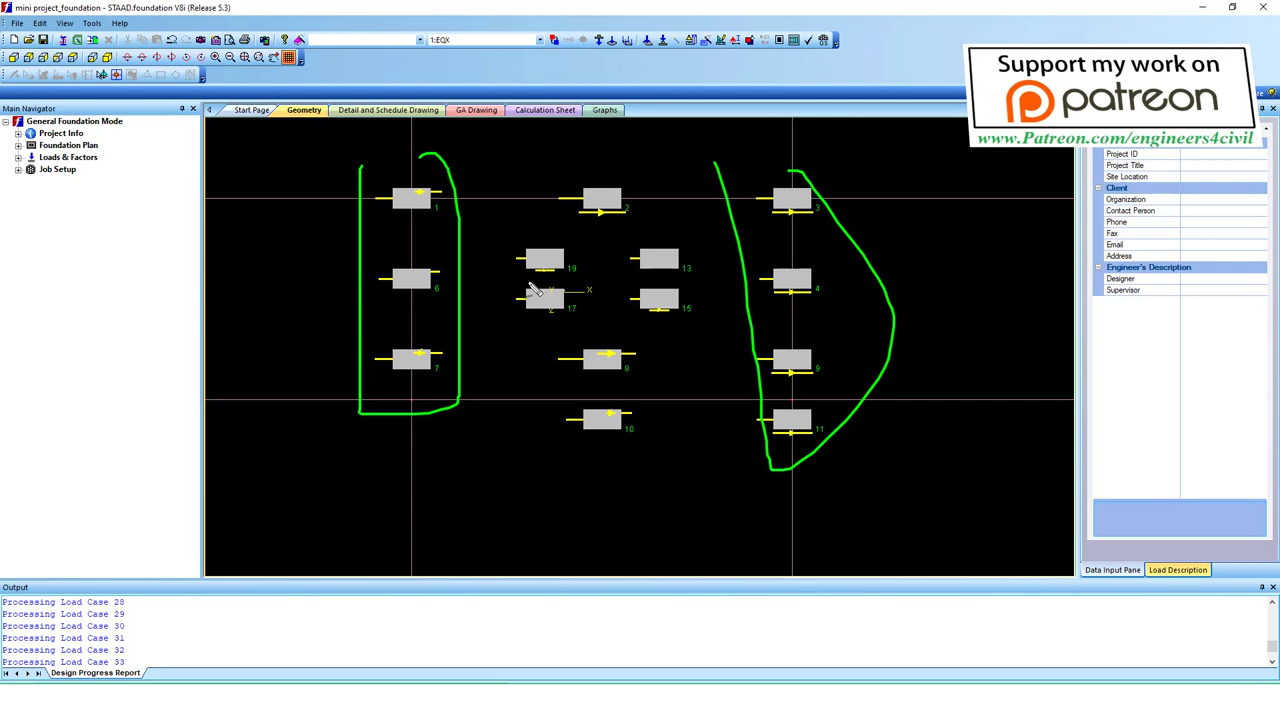 mini project_foundation - STAAD.foundation V8i (Release 5.3)
File Edit View Tools Help
1:EQX
Support my work on
patreon
www.Patreon.com/engineers4civil
Main Navigator
Start Page Geometry Detail and Schedule Drawing GA Drawing Calculation Sheet Graphs
General Foundation Mode
Project Info
Foundation Plan
Loads & Factors
Job Setup
1
2
3
19
13
6
X
4
Y
17
15
Z
7
8
9
10
11
Project ID
Project Title
Site Location
Client
Organization
Contact Person
Phone
Fax
Email
Address
Engineer's Description
Designer
Supervisor
Data Input Pane Load Description
Output
Processing Load Case 28
Processing Load Case 29
Processing Load Case 30
Processing Load Case 31
Processing Load Case 32
Processing Load Case 33
Design Progress Report